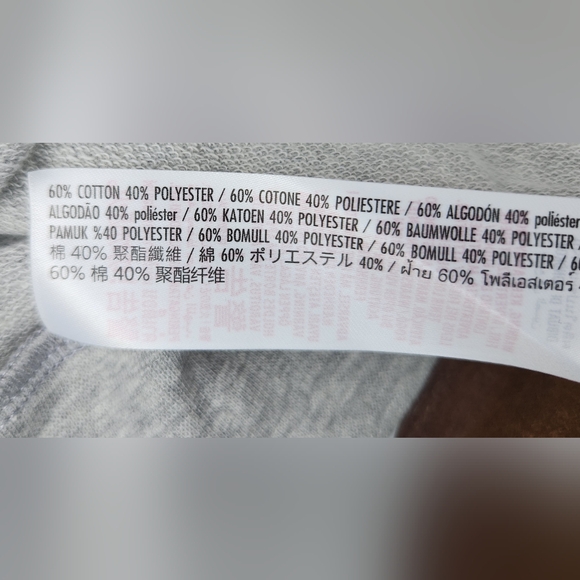 60% COTTON 40% POLYESTER / 60% COTONE 40% POLIESTERE / 60% ALGODÓN 40% poliéster
ALGODÃO 40% poliéster / 60% KATOEN 40% POLYESTER / 60% BAUMWOLLE 40% POLYESTER
PAMUK %40 POLYESTER / 60% BOMULL 40% POLYESTER / 60% BOMULL 40% POLYESTER /
棉 40% 聚酯纖維 / 綿 60% ポリエステル 40% / ฝ้าย 60% โพลีเอสเตอร์
60% 棉 40% 聚酯纤维